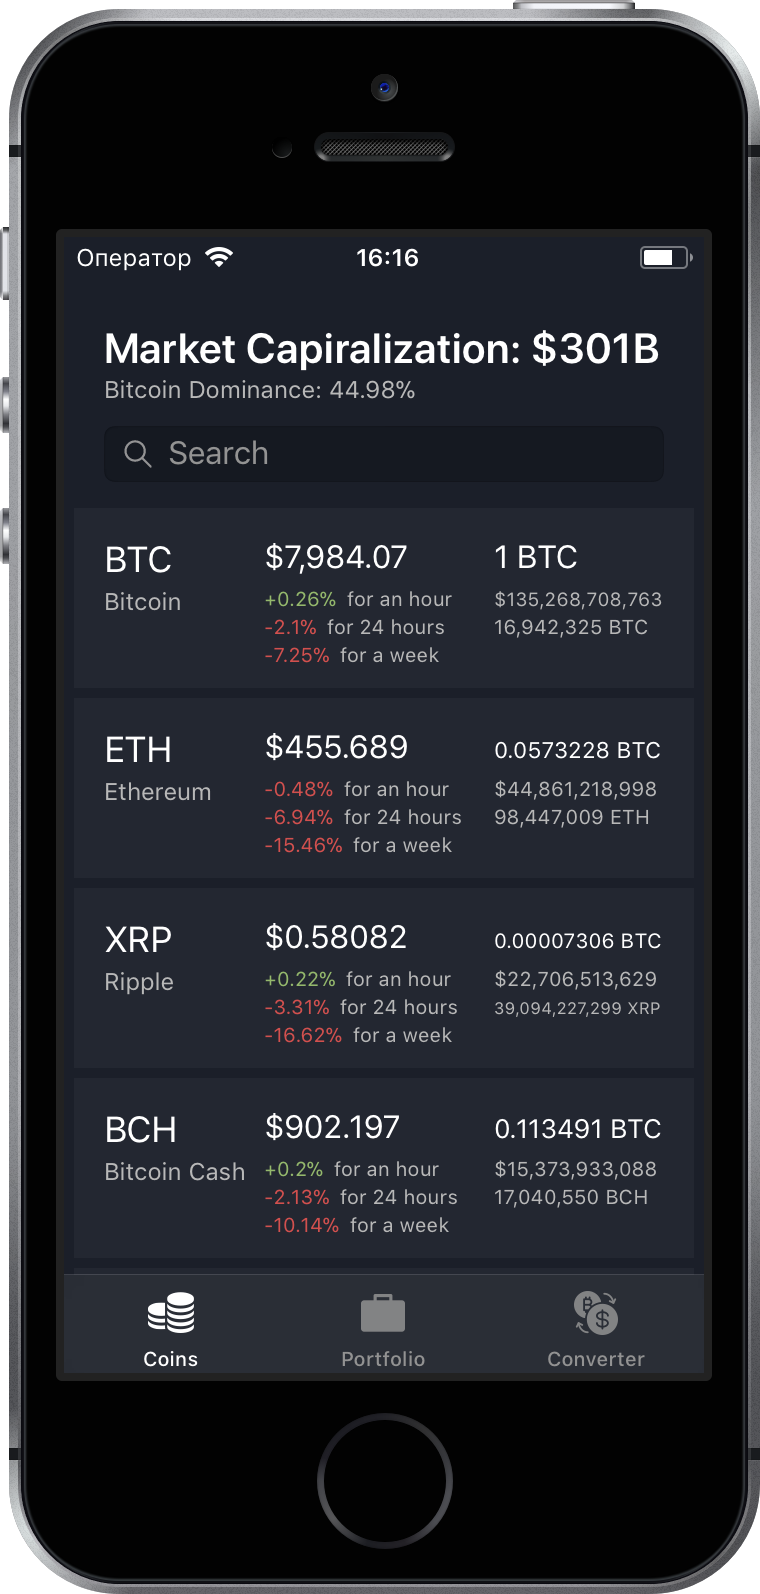 Оператор 16:16
Market Capiralization: $301B
Bitcoin Dominance: 44.98%
Search
BTC $7,984.07 1 BTC
Bitcoin +0.26% for an hour $135,268,708,763
-2.1% for 24 hours 16,942,325 BTC
-7.25% for a week
ETH $455.689 0.0573228 BTC
Ethereum -0.48% for an hour $44,861,218,998
-6.94% for 24 hours 98,447,009 ETH
-15.46% for a week
XRP $0.58082 0.00007306 BTC
Ripple +0.22% for an hour $22,706,513,629
-3.31% for 24 hours 39,094,227,299 XRP
-16.62% for a week
BCH $902.197 0.113491 BTC
Bitcoin Cash +0.2% for an hour $15,373,933,088
-2.13% for 24 hours 17,040,550 BCH
-10.14% for a week
Coins Portfolio Converter